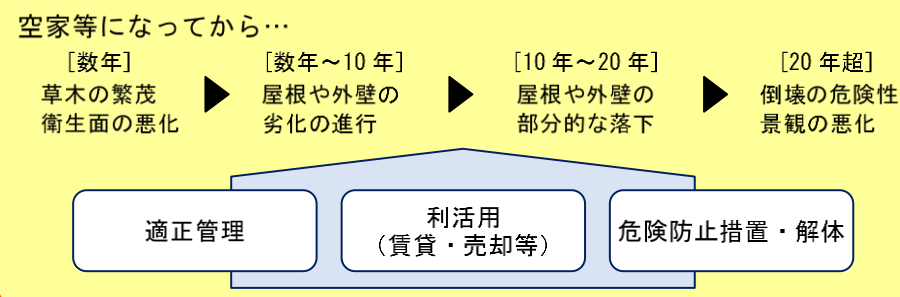 空家等になってから…
[数年]
草木の繁茂
衛生面の悪化
[数年～10年]
屋根や外壁の
劣化の進行
[10年～20年]
屋根や外壁の
部分的な落下
[20年超]
倒壊の危険性
景観の悪化
適正管理
利活用
（賃貸・売却等）
危険防止措置・解体